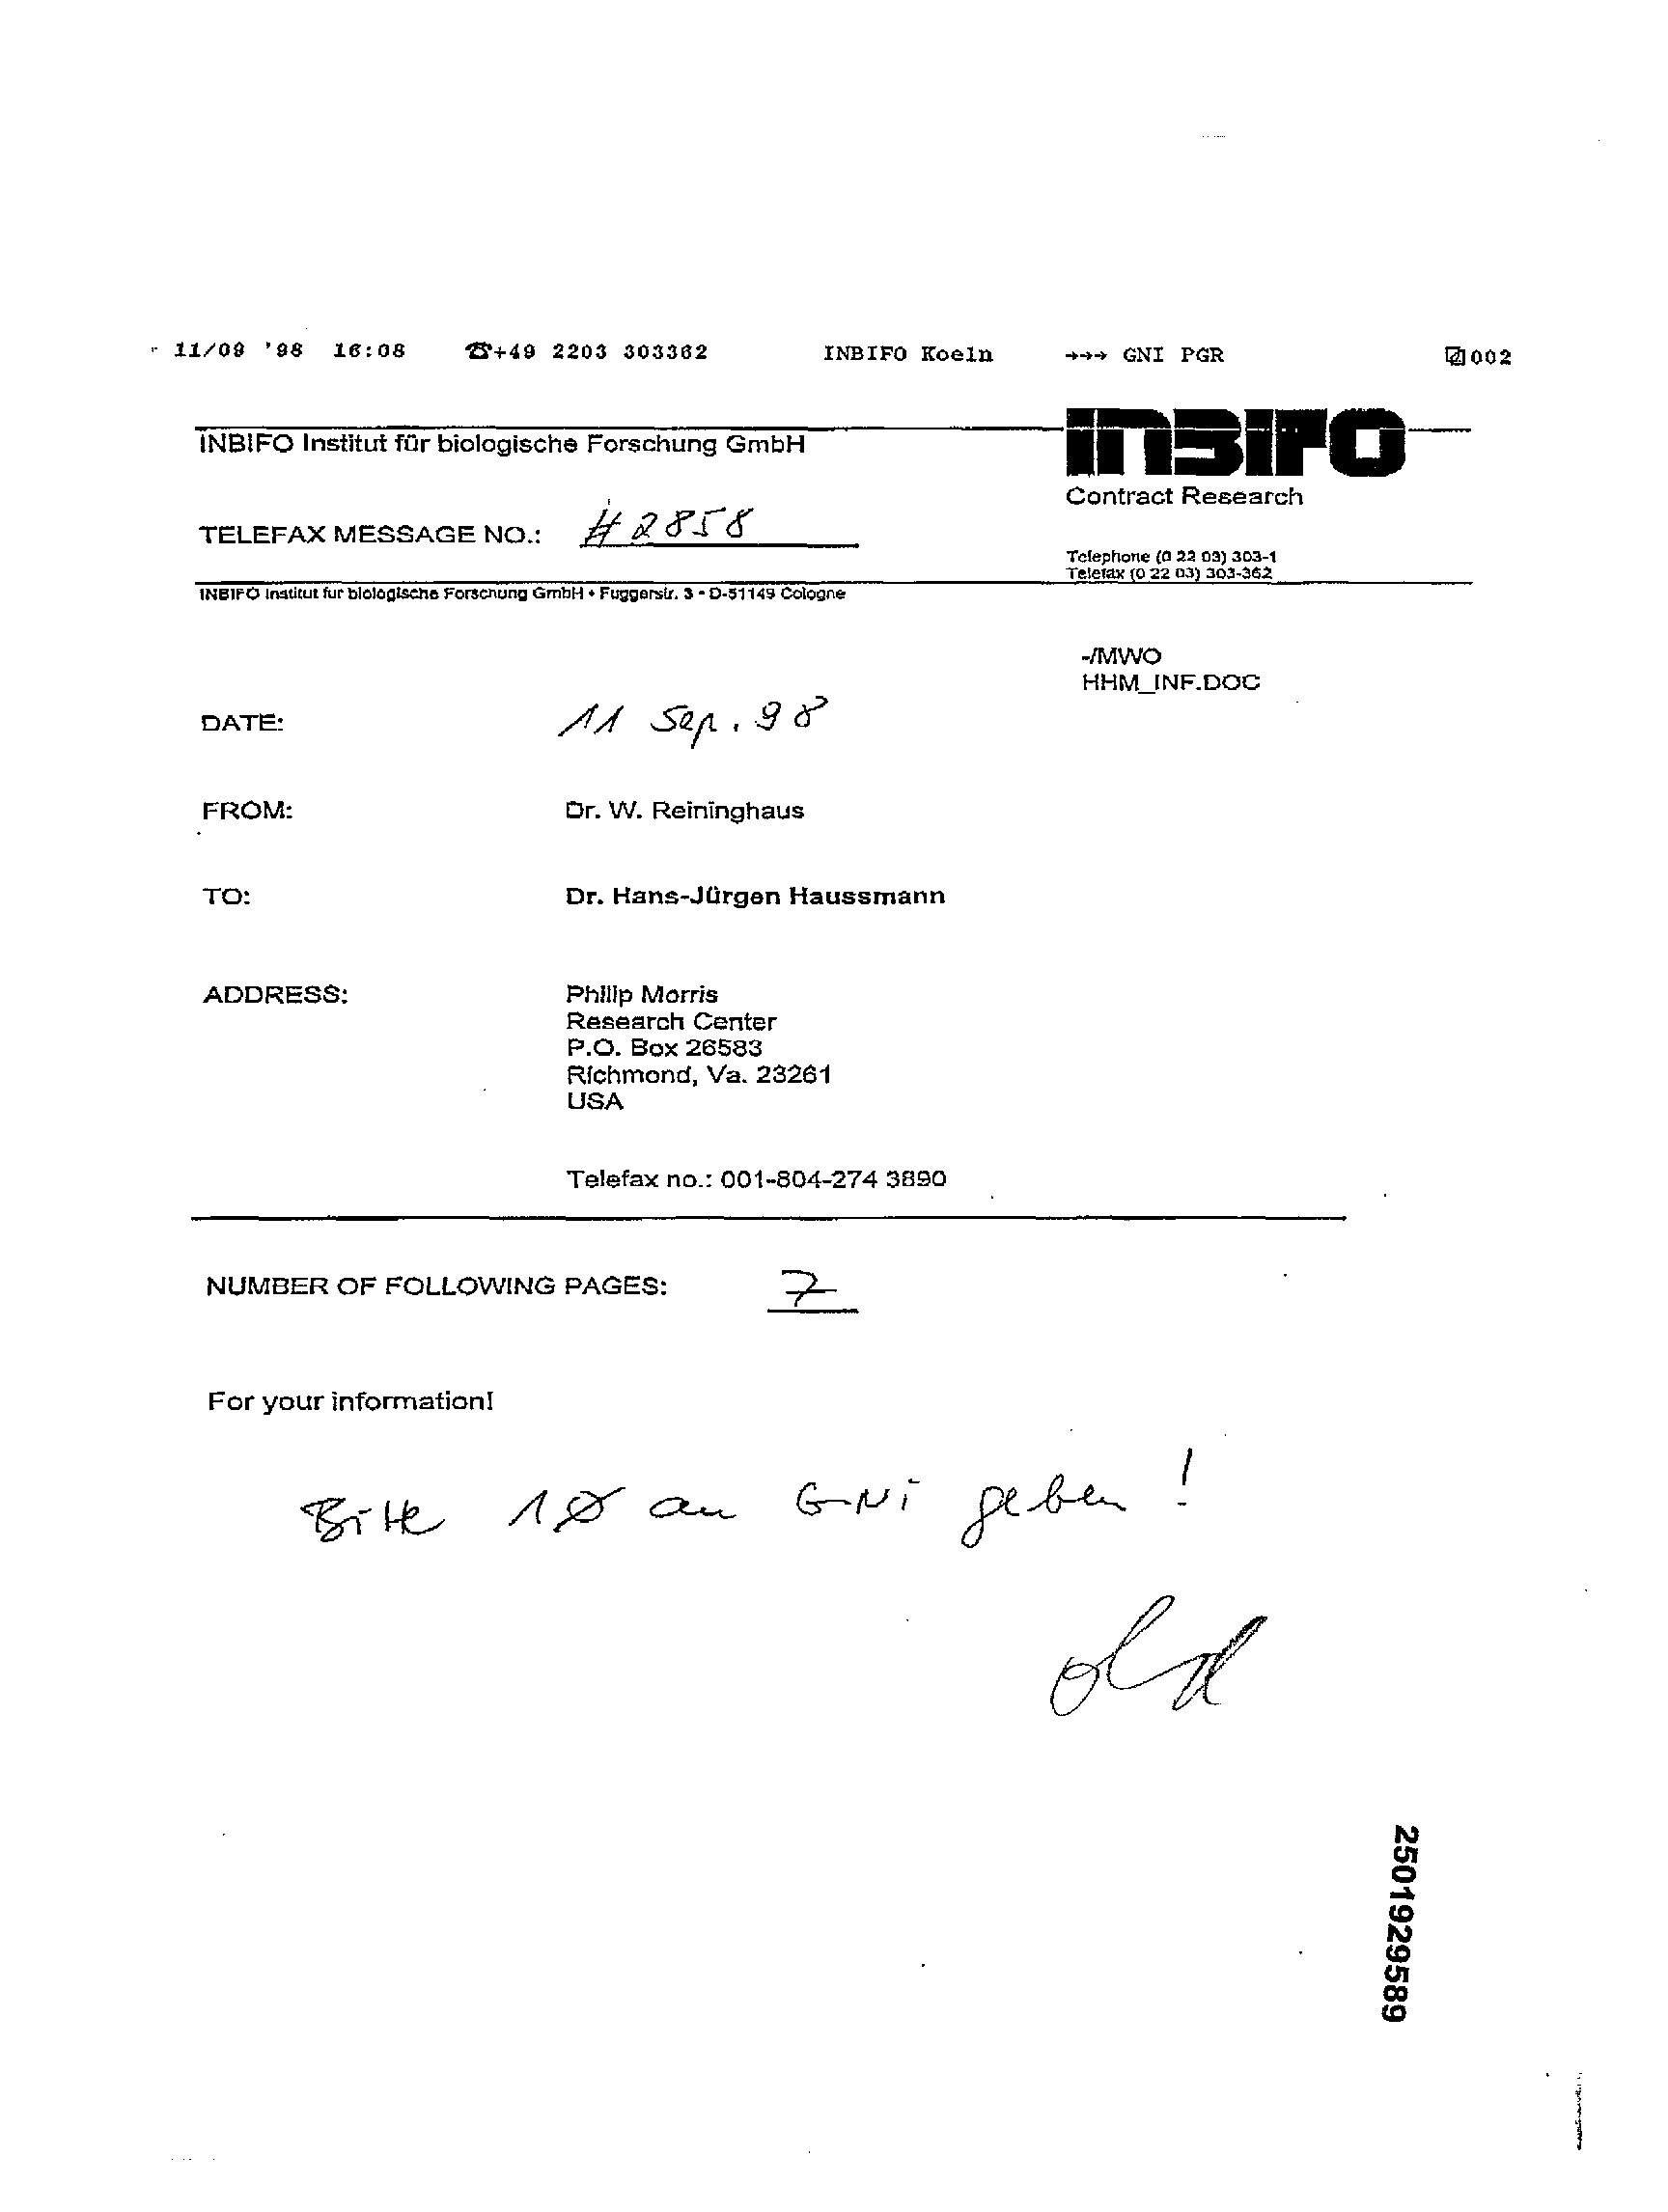 11/09 '98 16:08 ☎+49 2203 303362 INBIFO Koeln →→→ GNI PGR 002
INBIFO Institut für biologische Forschung GmbH
INBIFO
Contract Research
TELEFAX MESSAGE NO.: #2858
Telephone (0 22 03) 303-1
Telefax (0 22 03) 303-362
INBIFO Institut für biologische Forschung GmbH • Fuggerstr. 3 • D-51149 Cologne
-/MWO
HHM_INF.DOC
DATE: 11 Sep. 98
FROM: Dr. W. Reininghaus
TO: Dr. Hans-Jürgen Haussmann
ADDRESS: Philip Morris
Research Center
P.O. Box 26583
Richmond, Va. 23261
USA
Telefax no.: 001-804-274 3890
NUMBER OF FOLLOWING PAGES: 7
For your information!
Bitte 1Ø an GNI geben !
2501929589